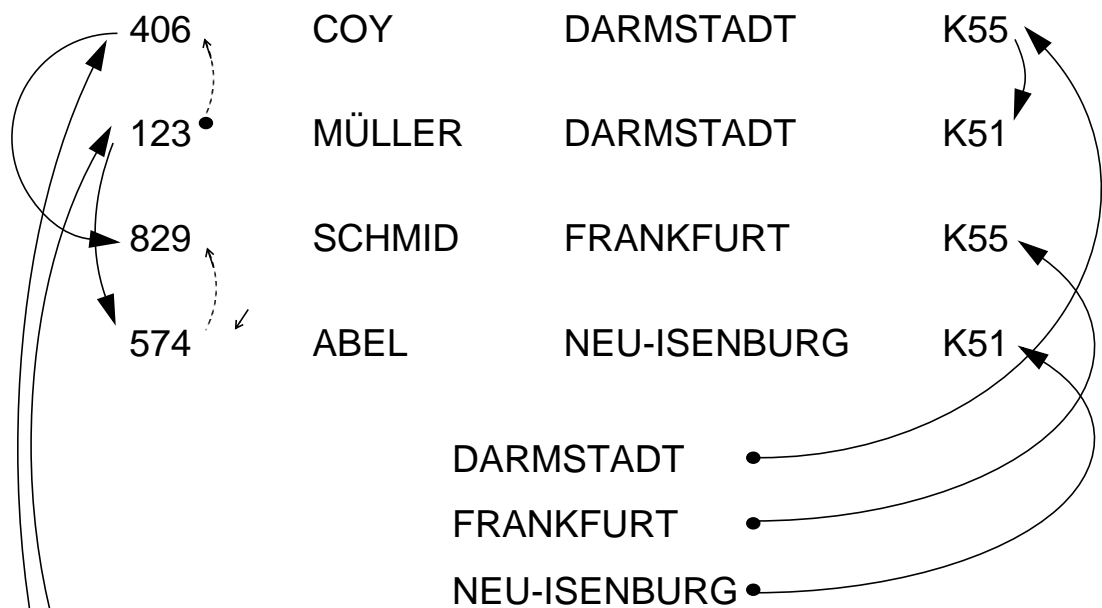 406 COY DARMSTADT K55
123 MÜLLER DARMSTADT K51
829 SCHMID FRANKFURT K55
574 ABEL NEU-ISENBURG K51
DARMSTADT
FRANKFURT
NEU-ISENBURG